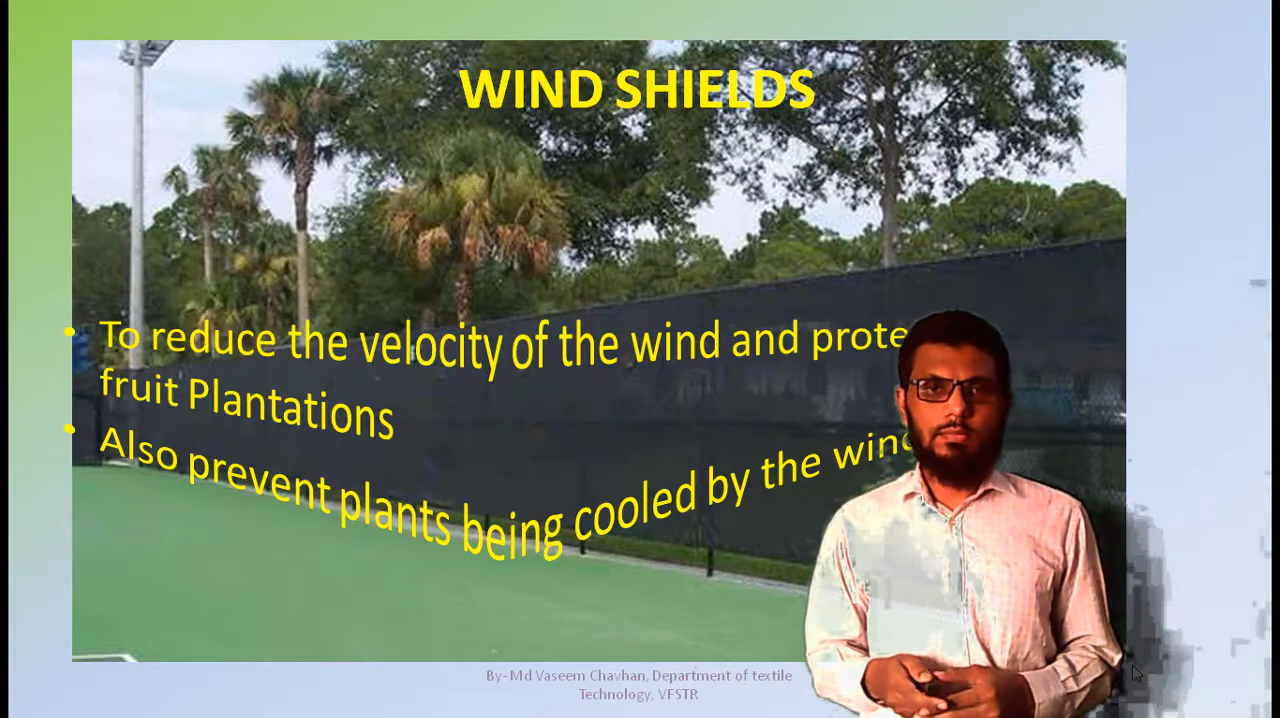 WIND SHIELDS
• To reduce the velocity of the wind and prote
fruit Plantations
• Also prevent plants being cooled by the wind
By- Md Vaseem Chavhan, Department of textile
Technology, VFSTR